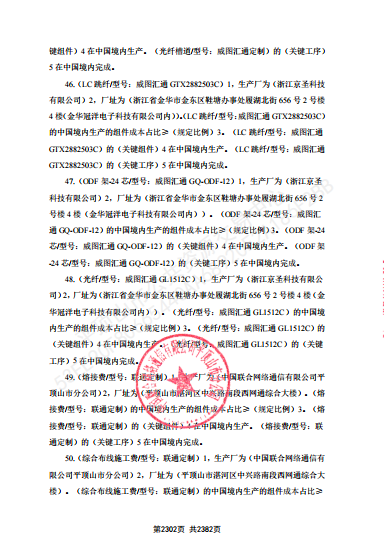 键组件）4 在中国境内生产。（光纤槽道/型号：威图汇通定制）的（关键工序）
5 在中国境内完成。
46.（LC 跳纤/型号：威图汇通 GTX2882503C）1，生产厂为（浙江京圣科技
有限公司）2，厂址为（浙江省金华市金东区鞋塘办事处履湖北街 656 号 2 号楼
4 楼（金华冠洋电子科技有限公司内））。（LC 跳纤/型号：威图汇通 GTX2882503C）
的中国境内生产的组件成本占比≥（规定比例）3。（LC 跳纤/型号：威图汇通
GTX2882503C）的（关键组件）4 在中国境内生产。（LC 跳纤/型号：威图汇通
GTX2882503C）的（关键工序）5 在中国境内完成。
47.（ODF 架-24 芯/型号：威图汇通 GQ-ODF-12）1，生产厂为（浙江京圣
科技有限公司）2，厂址为（浙江省金华市金东区鞋塘办事处履湖北街 656 号 2
号楼 4 楼（金华冠洋电子科技有限公司内））。（ODF 架-24 芯/型号：威图汇
通 GQ-ODF-12）的中国境内生产的组件成本占比≥（规定比例）3。（ODF 架-24
芯/型号：威图汇通 GQ-ODF-12）的（关键组件）4 在中国境内生产。（ODF 架
-24 芯/型号：威图汇通 GQ-ODF-12）的（关键工序）5 在中国境内完成。
48.（光纤/型号：威图汇通 GL1512C）1，生产厂为（浙江京圣科技有限公
司）2，厂址为（浙江省金华市金东区鞋塘办事处履湖北街 656 号 2 号楼 4 楼（金
华冠洋电子科技有限公司内））。（光纤/型号：威图汇通 GL1512C）的中国境
内生产的组件成本占比≥（规定比例）3。（光纤/型号：威图汇通 GL1512C）的
（关键组件）4 在中国境内生产。（光纤/型号：威图汇通 GL1512C）的（关键
工序）5 在中国境内完成。
49.（熔接费/型号：联通定制）1，生产厂为（中国联合网络通信有限公司平
顶山市分公司）2，厂址为（平顶山市湛河区中兴路南段西网通综合大楼）。（熔
接费/型号：联通定制）的中国境内生产的组件成本占比≥（规定比例）3。（熔
接费/型号：联通定制）的（关键组件）4 在中国境内生产。（熔接费/型号：联
通定制）的（关键工序）5 在中国境内完成。
50.（综合布线施工费/型号：联通定制）1，生产厂为（中国联合网络通信有
限公司平顶山市分公司）2，厂址为（平顶山市湛河区中兴路南段西网通综合大
楼）。（综合布线施工费/型号：联通定制）的中国境内生产的组件成本占比≥
第2302页 共2382页